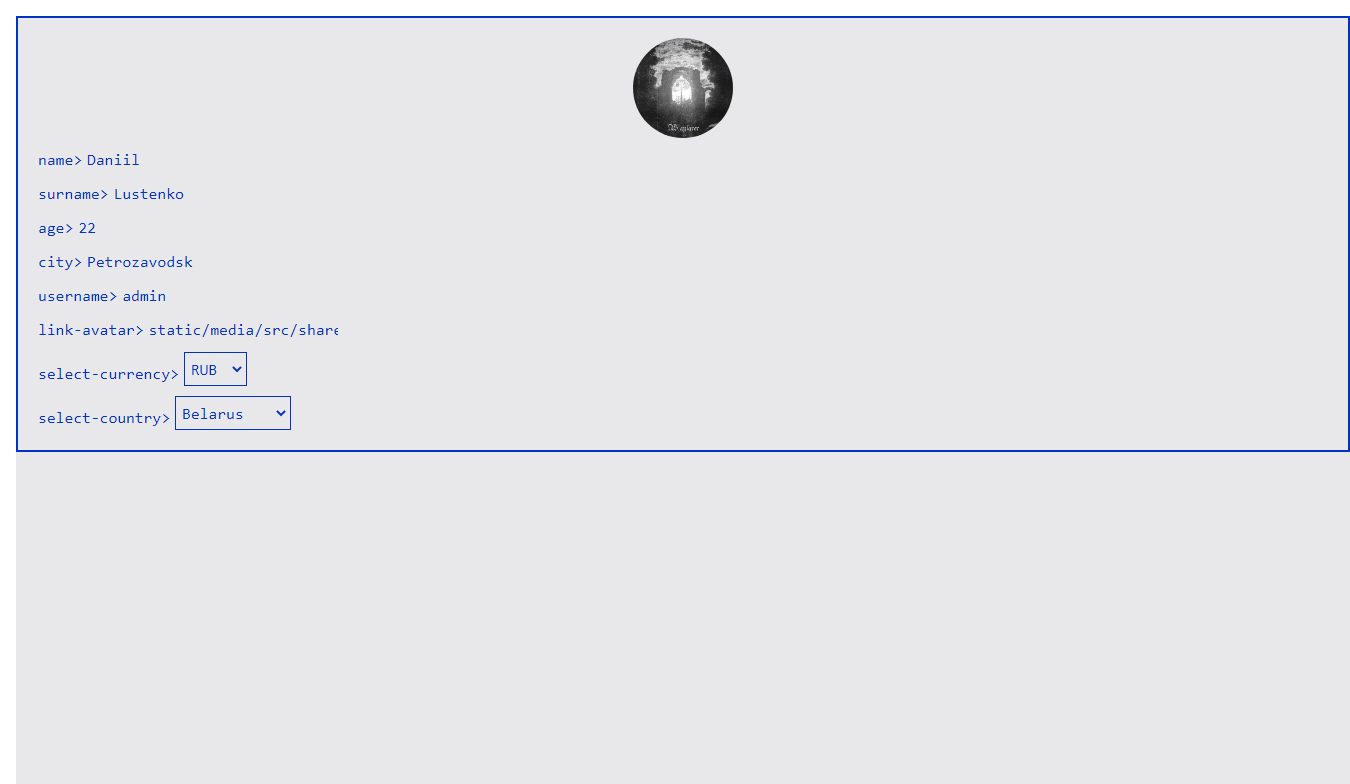 name> Daniil
surname> Lustenko
age> 22
city> Petrozavodsk
username> admin
link-avatar> static/media/src/share
select-currency> RUB
select-country> Belarus